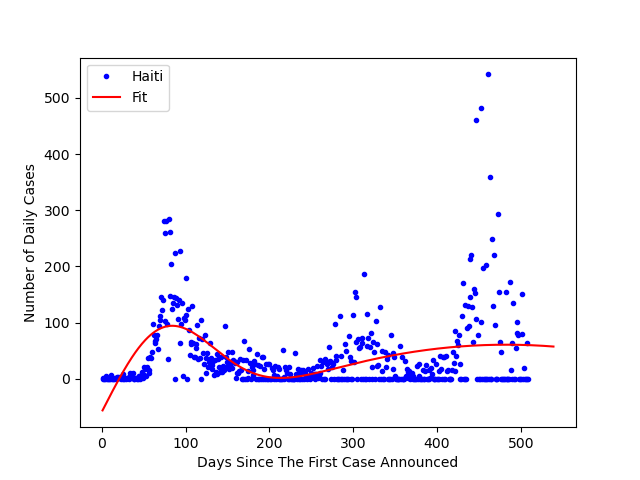 Haiti
Fit
500
400
300
200
100
0
Number of Daily Cases
0 100 200 300 400 500
Days Since The First Case Announced